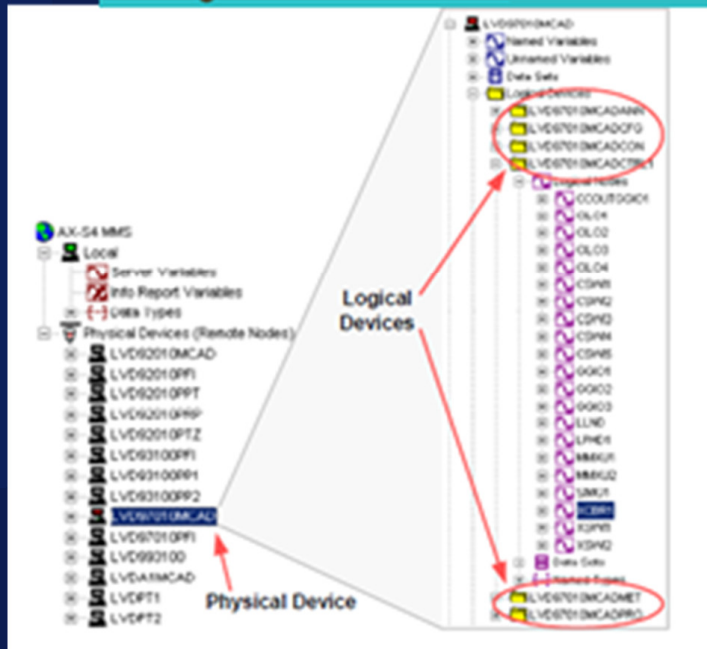 AX-S4 MMS
Local
Server Variables
Info Report Variables
Data Types
Physical Devices (Remote Nodes)
LVD92010MCAD
LVD92010PFI
LVD92010PPT
LVD92010PRP
LVD92010PTZ
LVD93100PFI
LVD93100PP1
LVD93100PP2
LVD97010MCAD
LVD97010PFI
LVD993100
LVDA1MCAD
LVDPT1
LVDPT2
Physical Device
Logical
Devices
LVD97010MCAD
Named Variables
Unnamed Variables
Data Sets
Logical Devices
LVD97010MCADANN
LVD97010MCADCFG
LVD97010MCADCON
LVD97010MCADCTRL1
Logical Nodes
CCOUTGGIO1
CILO1
CILO2
CILO3
CILO4
CSWI1
CSWI2
CSWI3
CSWI4
CSWI5
GGIO1
GGIO2
GGIO3
LLN0
LPHD1
MMXU1
MMXU2
XCBR1
XSWI1
XSWI2
Data Sets
Named Types
LVD97010MCADMET
LVD97010MCADPRO